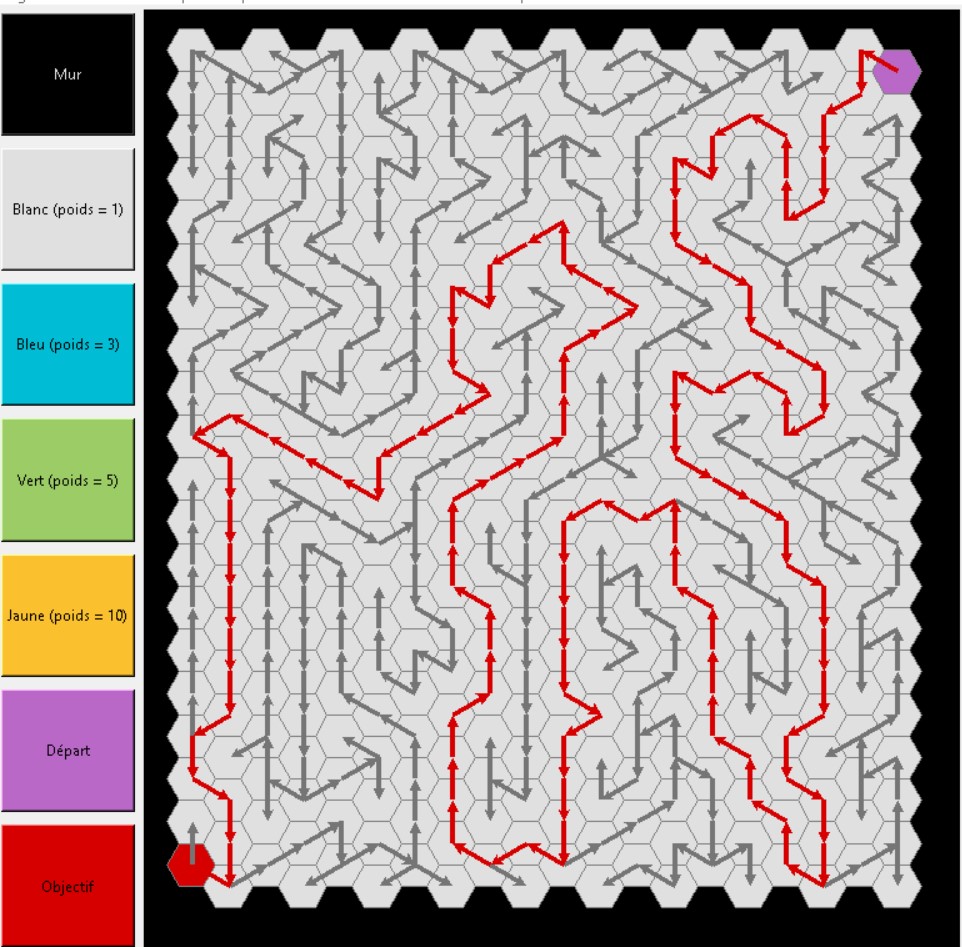 Mur
Blanc (poids = 1)
Bleu (poids = 3)
Vert (poids = 5)
Jaune (poids = 10)
Départ
Objectif